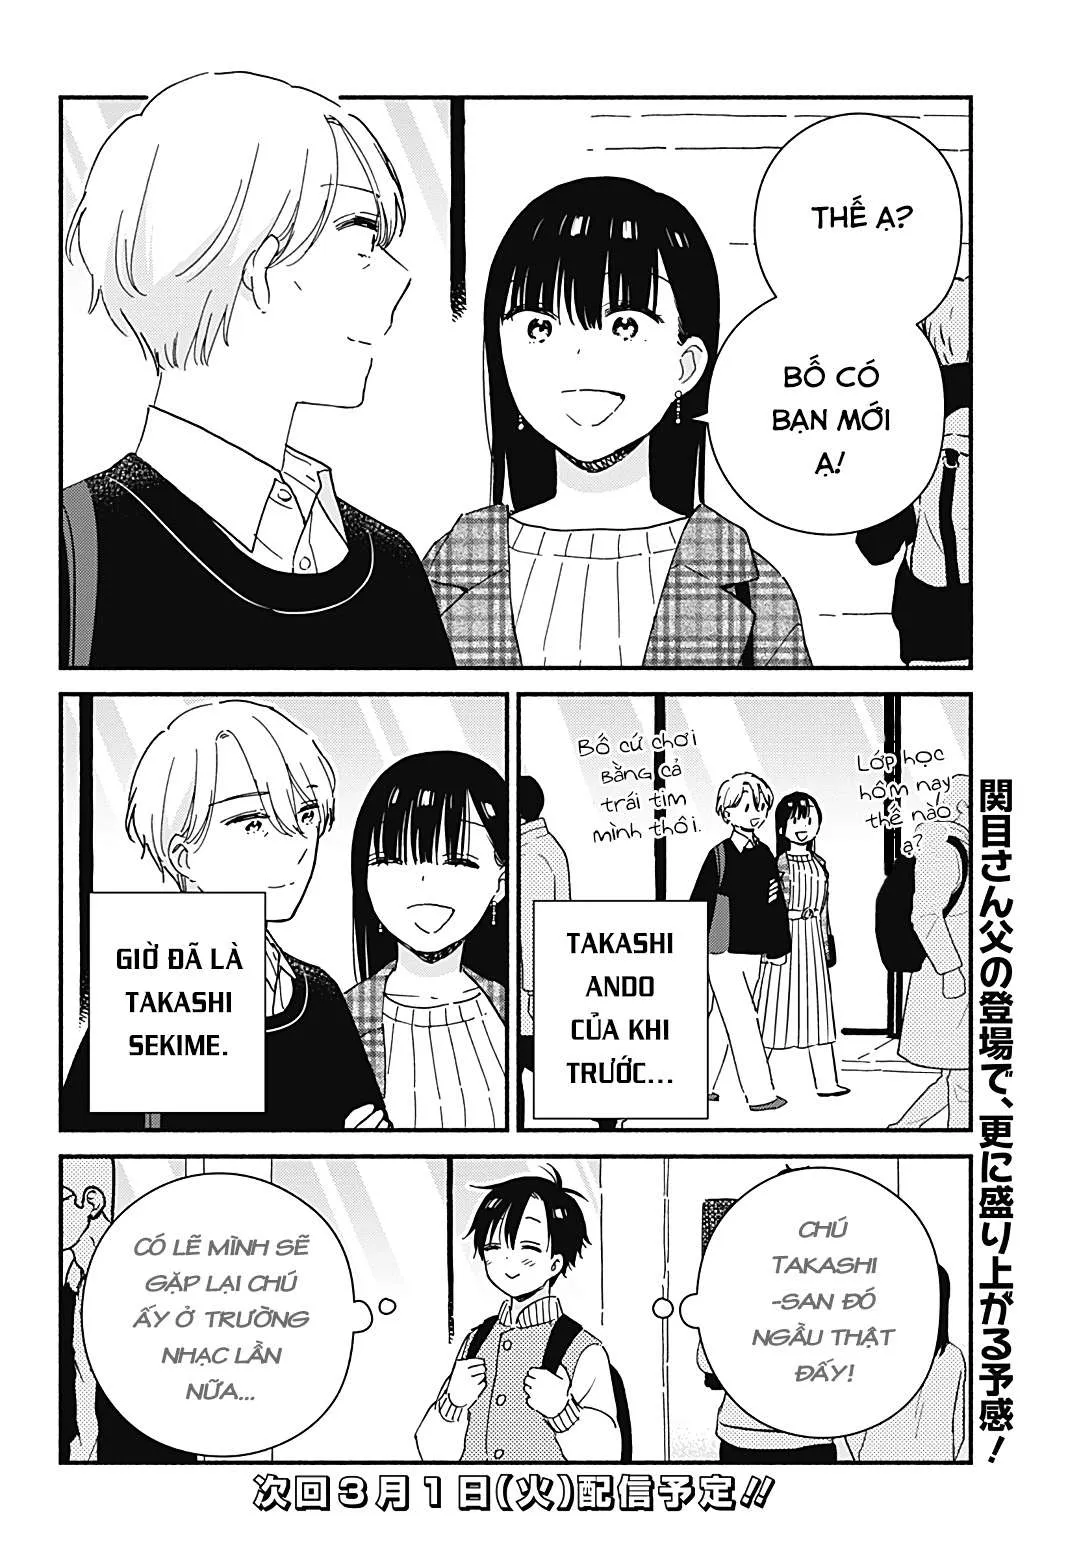 THẾ Ạ?
BỐ CÓ
BẠN MỚI
Ạ!
Lớp học
hôm nay
thế nào
ạ?
Bố cứ chơi
bằng cả
trái tim
mình thôi.
TAKASHI
ANDO
CỦA KHI
TRƯỚC...
GIỜ ĐÃ LÀ
TAKASHI
SEKIME.
CHÚ
TAKASHI
-SAN ĐÓ
NGẦU THẬT
ĐẤY!
CÓ LẼ MÌNH SẼ
GẶP LẠI CHÚ
ẤY Ở TRƯỜNG
NHẠC LẦN
NỮA...
関目さん父の登場で、更に盛り上がる予感！
次回3月1日(火)配信予定!!